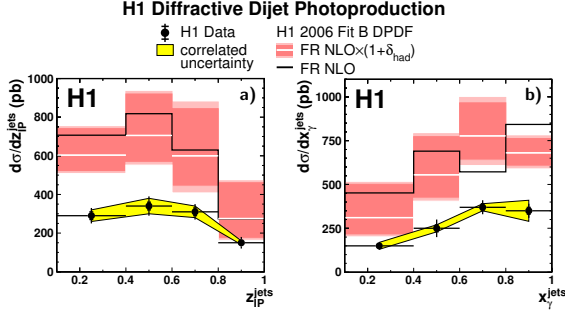 H1 Diffractive Dijet Photoproduction
H1 Data
H1 2006 Fit B DPDF
correlated
uncertainty
FR NLO×(1+δhad)
FR NLO
dσ/dz_IP^jets (pb)
1000
800
600
400
200
0
H1
a)
0 0.2 0.4 0.6 0.8 1
z_IP^jets
dσ/dx_γ^jets (pb)
1000
750
500
250
0
H1
b)
0 0.2 0.4 0.6 0.8 1
x_γ^jets